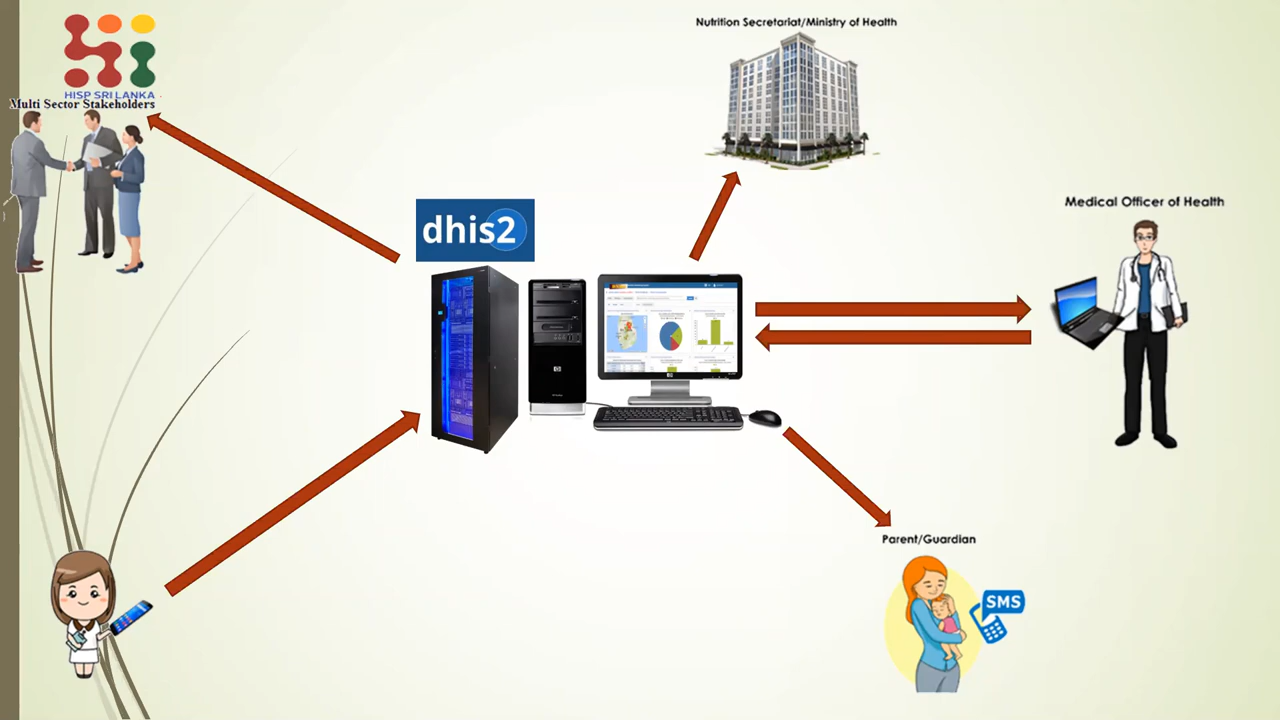 Nutrition Secretariat/Ministry of Health
HISP SRI LANKA
Multi Sector Stakeholders
Medical Officer of Health
dhis2
Parent/Guardian
SMS